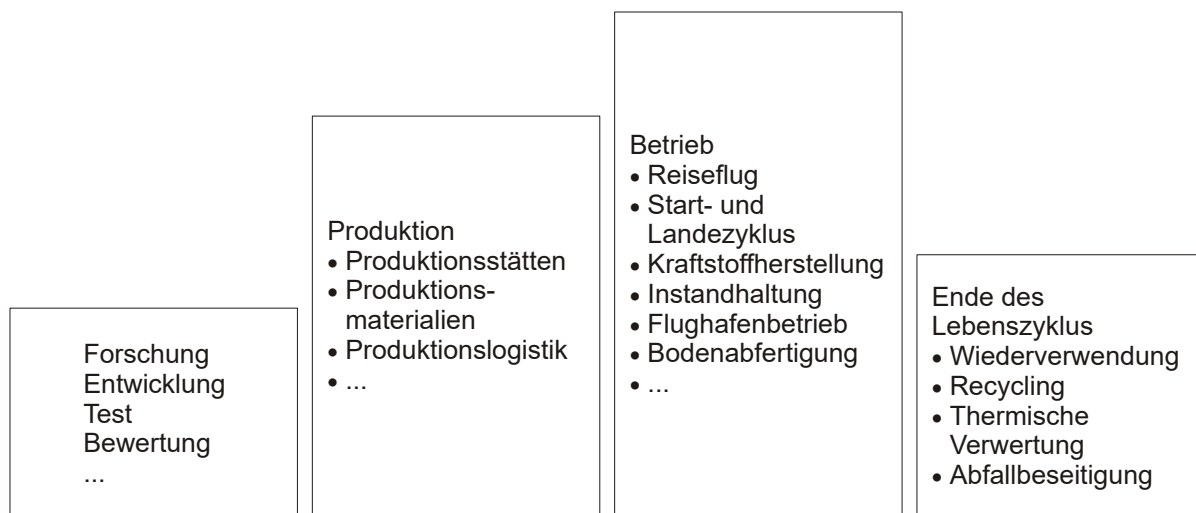 Forschung
Entwicklung
Test
Bewertung
...
Produktion
• Produktionsstätten
• Produktions-
materialien
• Produktionslogistik
• ...
Betrieb
• Reiseflug
• Start- und
Landezyklus
• Kraftstoffherstellung
• Instandhaltung
• Flughafenbetrieb
• Bodenabfertigung
• ...
Ende des
Lebenszyklus
• Wiederverwendung
• Recycling
• Thermische
Verwertung
• Abfallbeseitigung